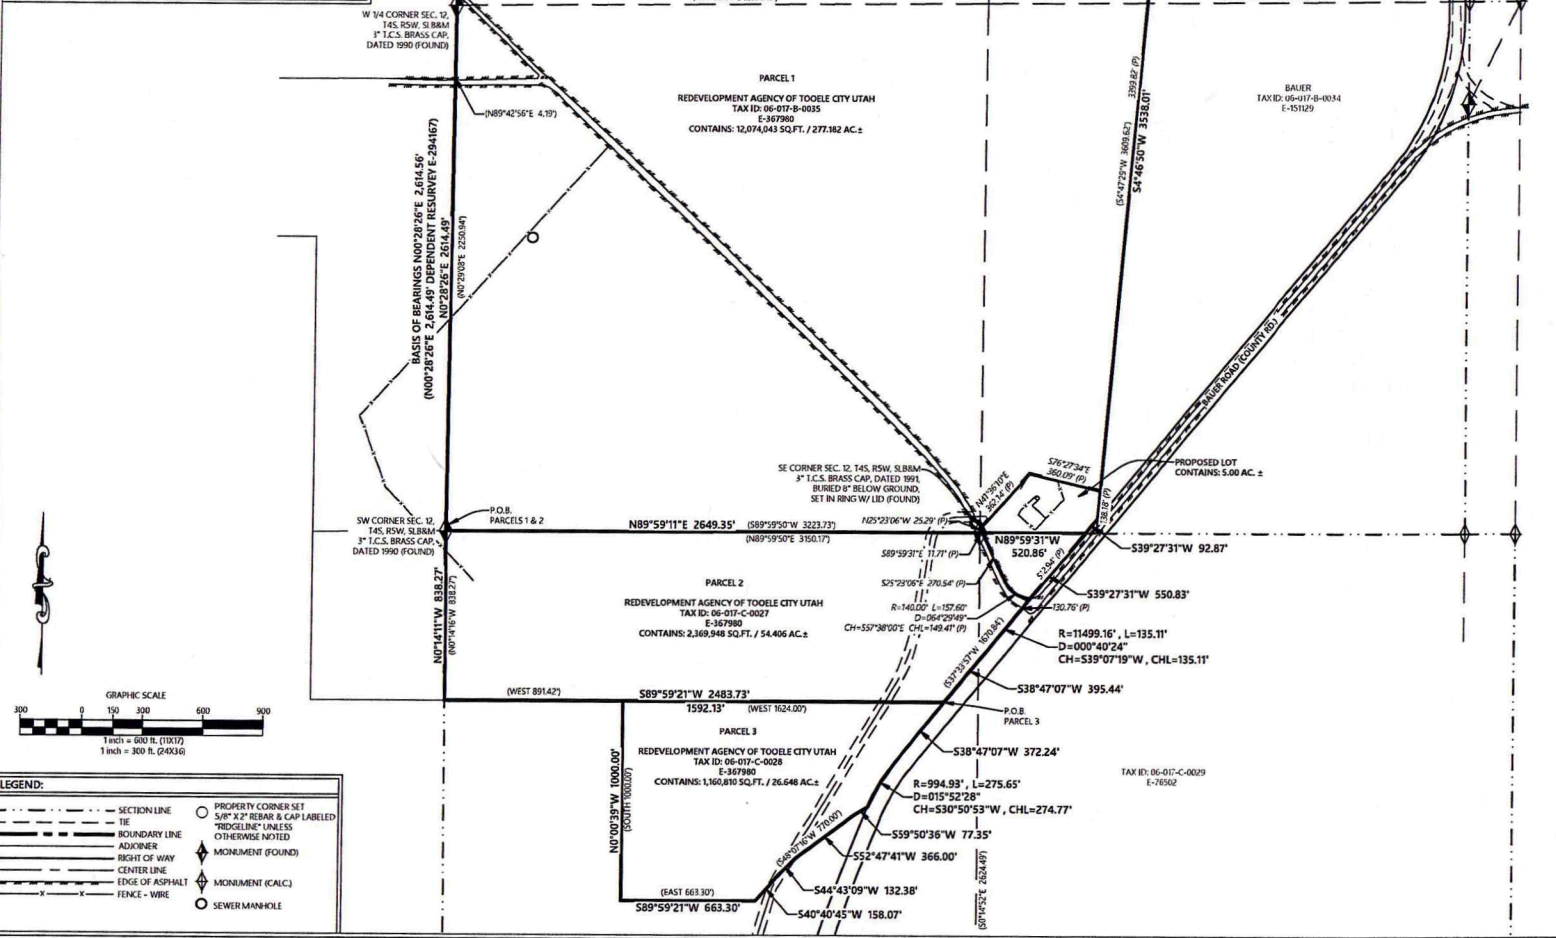 W 1/4 CORNER SEC. 12,
T4S, R5W, SLB&M
3" T.C.S. BRASS CAP,
DATED 1990 (FOUND)
(N89°42'56"E 4.19')
PARCEL 1
REDEVELOPMENT AGENCY OF TOOELE CITY UTAH
TAX ID: 06-017-B-0035
E-367980
CONTAINS: 12,074,043 SQ.FT. / 277.182 AC.±
3399.82' (P)
(S4°47'29"W 3609.62')
S4°46'50"W 3538.01'
BAUER
TAX ID: 06-017-B-0034
E-151129
BASIS OF BEARINGS N00°28'26"E 2,614.56'
(N00°28'26"E 2,614.49' DEPENDENT RESURVEY E-294167)
N0°28'26"E 2614.49'
(N0°29'08"E 2250.94')
BAUER ROAD (COUNTY RD.)
SE CORNER SEC. 12, T4S, R5W, SLB&M
3" T.C.S. BRASS CAP, DATED 1991,
BURIED 8" BELOW GROUND,
SET IN RING W/ LID (FOUND)
N41°36'10"E
362.14' (P)
S76°27'34"E
360.09' (P)
PROPOSED LOT
CONTAINS: 5.00 AC. ±
138.18' (P)
SW CORNER SEC. 12,
T4S, R5W, SLB&M
3" T.C.S. BRASS CAP,
DATED 1990 (FOUND)
P.O.B.
PARCELS 1 & 2
N89°59'11"E 2649.35'
(S89°59'50"W 3223.73')
(N89°59'50"E 3150.17')
N25°23'06"W 25.29' (P)
S89°59'31"E 11.71' (P)
N89°59'31"W
520.86'
S39°27'31"W 92.87'
S25°23'06"E 270.54' (P)
S39°27'31"W 550.83'
130.76' (P)
R=140.00' L=157.60'
D=064°29'49"
CH=S57°38'00"E CHL=149.41' (P)
N0°14'11"W 838.27'
(N0°14'16"W 838.27')
PARCEL 2
REDEVELOPMENT AGENCY OF TOOELE CITY UTAH
TAX ID: 06-017-C-0027
E-367980
CONTAINS: 2,369,948 SQ.FT. / 54.406 AC.±
(S37°33'57"W 1670.84')
R=11499.16' , L=135.11'
D=000°40'24"
CH=S39°07'19"W , CHL=135.11'
S38°47'07"W 395.44'
(WEST 891.42')
S89°59'21"W 2483.73'
1592.13'
(WEST 1624.00')
P.O.B.
PARCEL 3
PARCEL 3
REDEVELOPMENT AGENCY OF TOOELE CITY UTAH
TAX ID: 06-017-C-0028
E-367980
CONTAINS: 1,160,810 SQ.FT. / 26.648 AC.±
N0°00'39"W 1000.00'
(SOUTH 1000.00')
S38°47'07"W 372.24'
TAX ID: 06-017-C-0029
E-76502
R=994.93' , L=275.65'
D=015°52'28"
CH=S30°50'53"W , CHL=274.77'
S59°50'36"W 77.35'
(S48°07'16"W 770.00')
S52°47'41"W 366.00'
S44°43'09"W 132.38'
S40°40'45"W 158.07'
(EAST 663.30')
S89°59'21"W 663.30'
(S0°14'52"E 2624.49')
GRAPHIC SCALE
300 0 150 300 600 900
1 inch = 600 ft. (11X17)
1 inch = 300 ft. (24X36)
LEGEND:
SECTION LINE
TIE
BOUNDARY LINE
ADJOINER
RIGHT OF WAY
CENTER LINE
EDGE OF ASPHALT
FENCE - WIRE
PROPERTY CORNER SET
5/8" X 2' REBAR & CAP LABELED
"RIDGELINE" UNLESS
OTHERWISE NOTED
MONUMENT (FOUND)
MONUMENT (CALC.)
SEWER MANHOLE